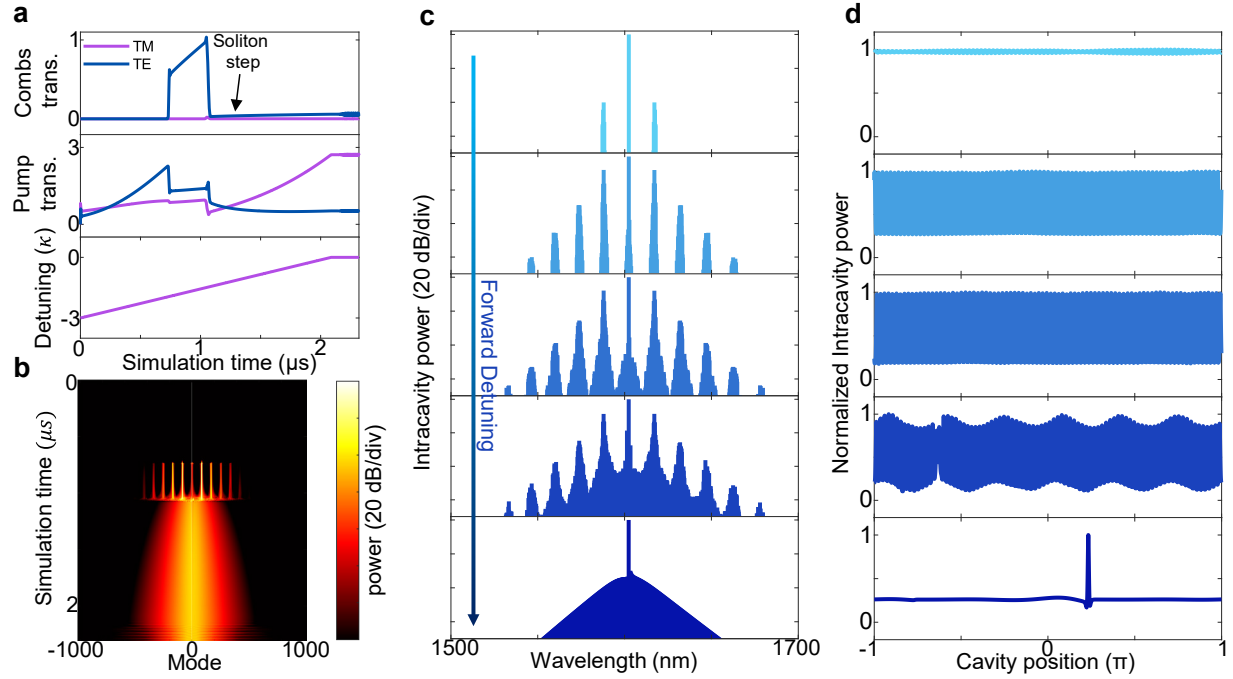 a
Combs
trans.
1
0
TM
TE
Soliton
step
Pump
trans.
3
0
Detuning (κ)
0
-3
0
1
2
Simulation time (μs)
b
Simulation time (μs)
0
2
-1000
0
1000
Mode
power (20 dB/div)
c
Intracavity power (20 dB/div)
Forward Detuning
1500
1700
Wavelength (nm)
d
Normalized Intracavity power
1
0
1
0
1
0
1
0
1
0
-1
0
1
Cavity position (π)